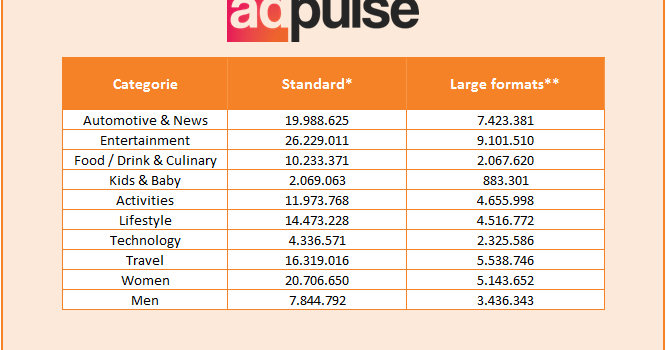 adpulse
Categorie Standard* Large formats**
Automotive & News 19.988.625 7.423.381
Entertainment 26.229.011 9.101.510
Food / Drink & Culinary 10.233.371 2.067.620
Kids & Baby 2.069.063 883.301
Activities 11.973.768 4.655.998
Lifestyle 14.473.228 4.516.772
Technology 4.336.571 2.325.586
Travel 16.319.016 5.538.746
Women 20.706.650 5.143.652
Men 7.844.792 3.436.343